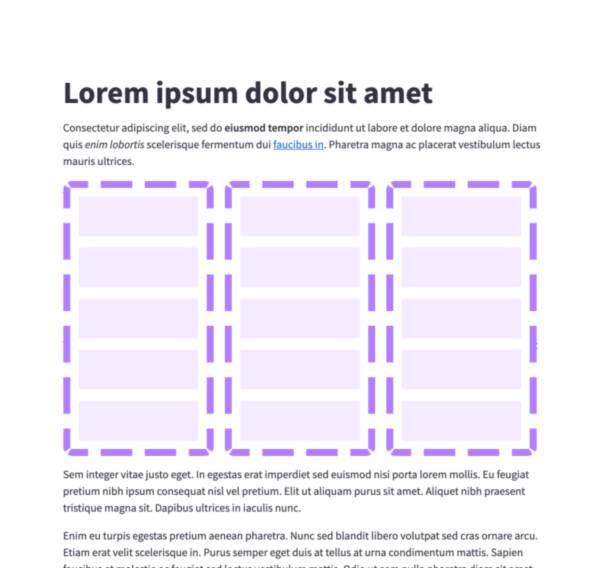 Lorem ipsum dolor sit amet
Consectetur adipiscing elit, sed do eiusmod tempor incididunt ut labore et dolore magna aliqua. Diam
quis enim lobortis scelerisque fermentum dui faucibus in. Pharetra magna ac placerat vestibulum lectus
mauris ultrices.
Sem integer vitae justo eget. In egestas erat imperdiet sed euismod nisi porta lorem mollis. Eu feugiat
pretium nibh ipsum consequat nisl vel pretium. Elit ut aliquam purus sit amet. Aliquet nibh praesent
tristique magna sit. Dapibus ultrices in iaculis nunc.
Enim eu turpis egestas pretium aenean pharetra. Nunc sed blandit libero volutpat sed cras ornare arcu.
Etiam erat velit scelerisque in. Purus semper eget duis at tellus at urna condimentum mattis. Sapien